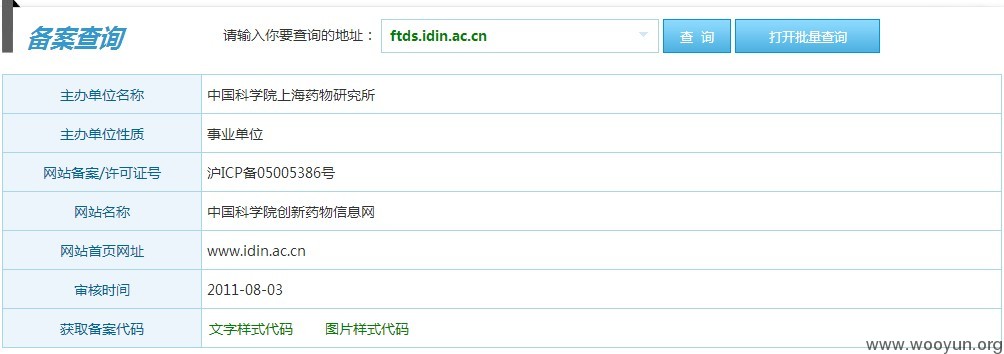 备案查询 请输入你要查询的地址： ftds.idin.ac.cn 查 询 打开批量查询
主办单位名称 中国科学院上海药物研究所
主办单位性质 事业单位
网站备案/许可证号 沪ICP备05005386号
网站名称 中国科学院创新药物信息网
网站首页网址 www.idin.ac.cn
审核时间 2011-08-03
获取备案代码 文字样式代码 图片样式代码
www.wooyun.org